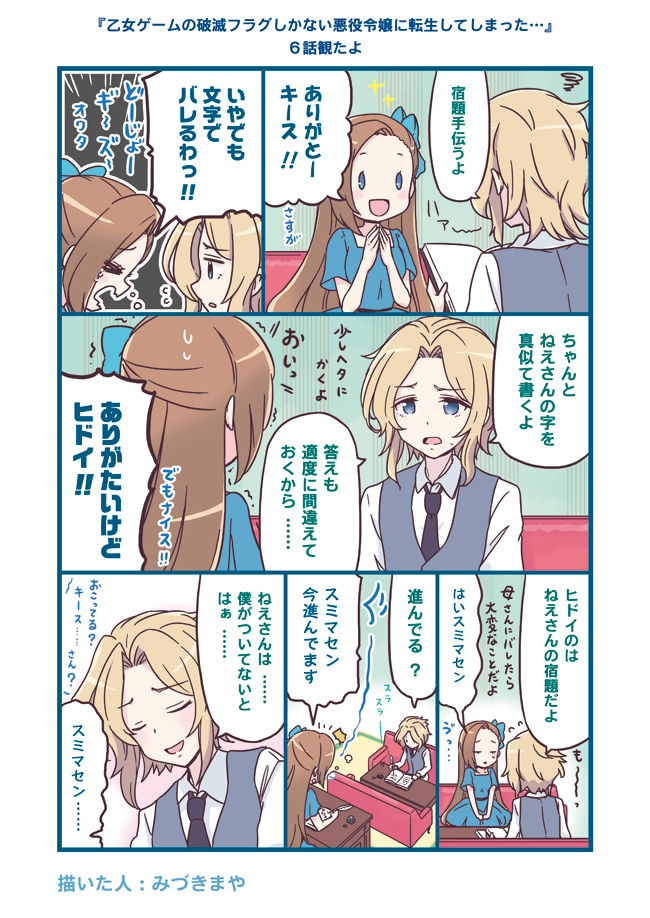 『乙女ゲームの破滅フラグしかない悪役令嬢に転生してしまった…』
６話観たよ
宿題手伝うよ
ハァ〜〜
ありがとー
キース！！
さすが
いやでも
文字で
バレるわっ！！
どーじょー
ギ〜ズ〜
オワタ
ちゃんと
ねえさんの字を
真似て書くよ
少しヘタに
かくよ
おいっ
答えも
適度に間違えて
おくから……
ありがたいけど
ヒドイ！！
でもナイス！！
ヒドイのは
ねえさんの宿題だよ
も〜〜っ
母さんにバレたら
大変なことだよ
はいスミマセン
ゔっ…
進んでる？
スラスラ
スミマセン
今進んでます
ねえさんは……
僕がついてないと
はぁ……
おこってる？
キース……さん？
スミマセン……
描いた人：みづきまや